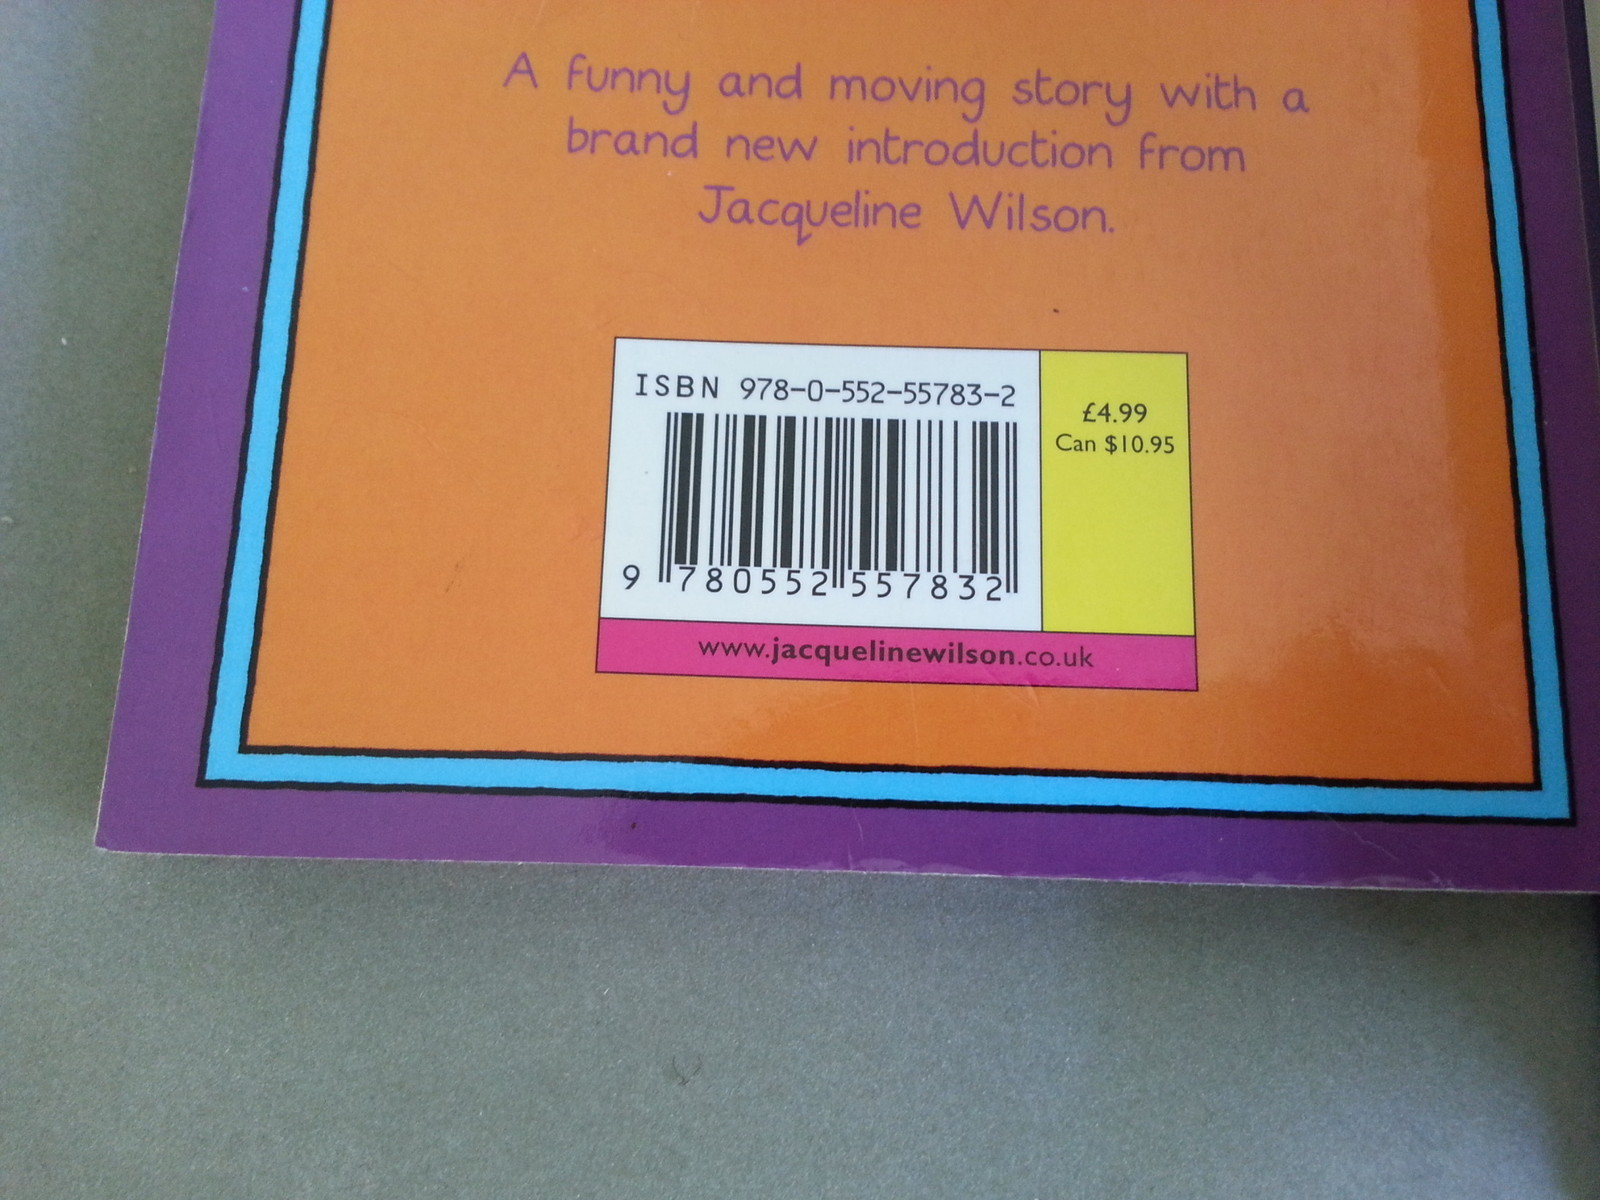 A funny and moving story with a
brand new introduction from
Jacqueline Wilson.
ISBN 978-0-552-55783-2
£4.99
Can $10.95
9 780552 557832
www.jacquelinewilson.co.uk